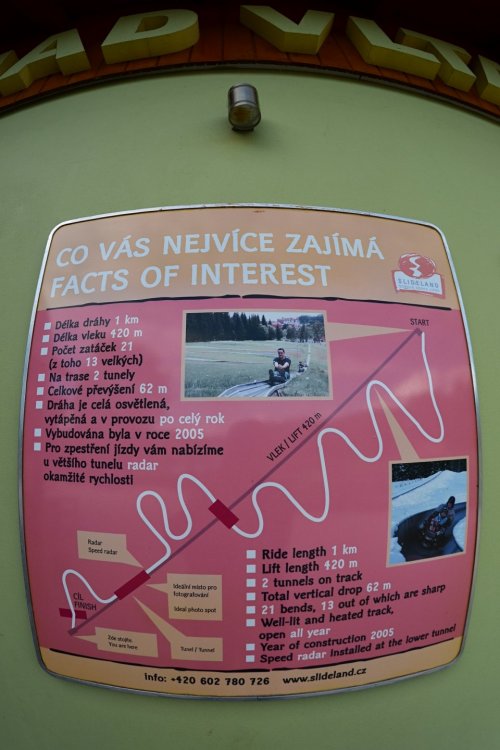 AD VLT
CO VÁS NEJVÍCE ZAJÍMÁ
FACTS OF INTEREST
SLIDELAND
Délka dráhy 1 km
Délka vleku 420 m
Počet zatáček 21
(z toho 13 velkých)
Na trase 2 tunely
Celkové převýšení 62 m
Dráha je celá osvětlená,
vytápěná a v provozu po celý rok
Vybudována byla v roce 2005
Pro zpestření jízdy vám nabízíme
u většího tunelu radar
okamžité rychlosti
START
VLEK / LIFT 420 m
Radar
Speed radar
Ideální místo pro
fotografování
Ideal photo spot
CÍL
FINISH
Zde stojíte.
You are here
Tunel / Tunnel
Ride length 1 km
Lift length 420 m
2 tunnels on track
Total vertical drop 62 m
21 bends, 13 out of which are sharp
Well-lit and heated track,
open all year
Year of construction 2005
Speed radar installed at the lower tunnel
info: +420 602 780 726 www.slideland.cz